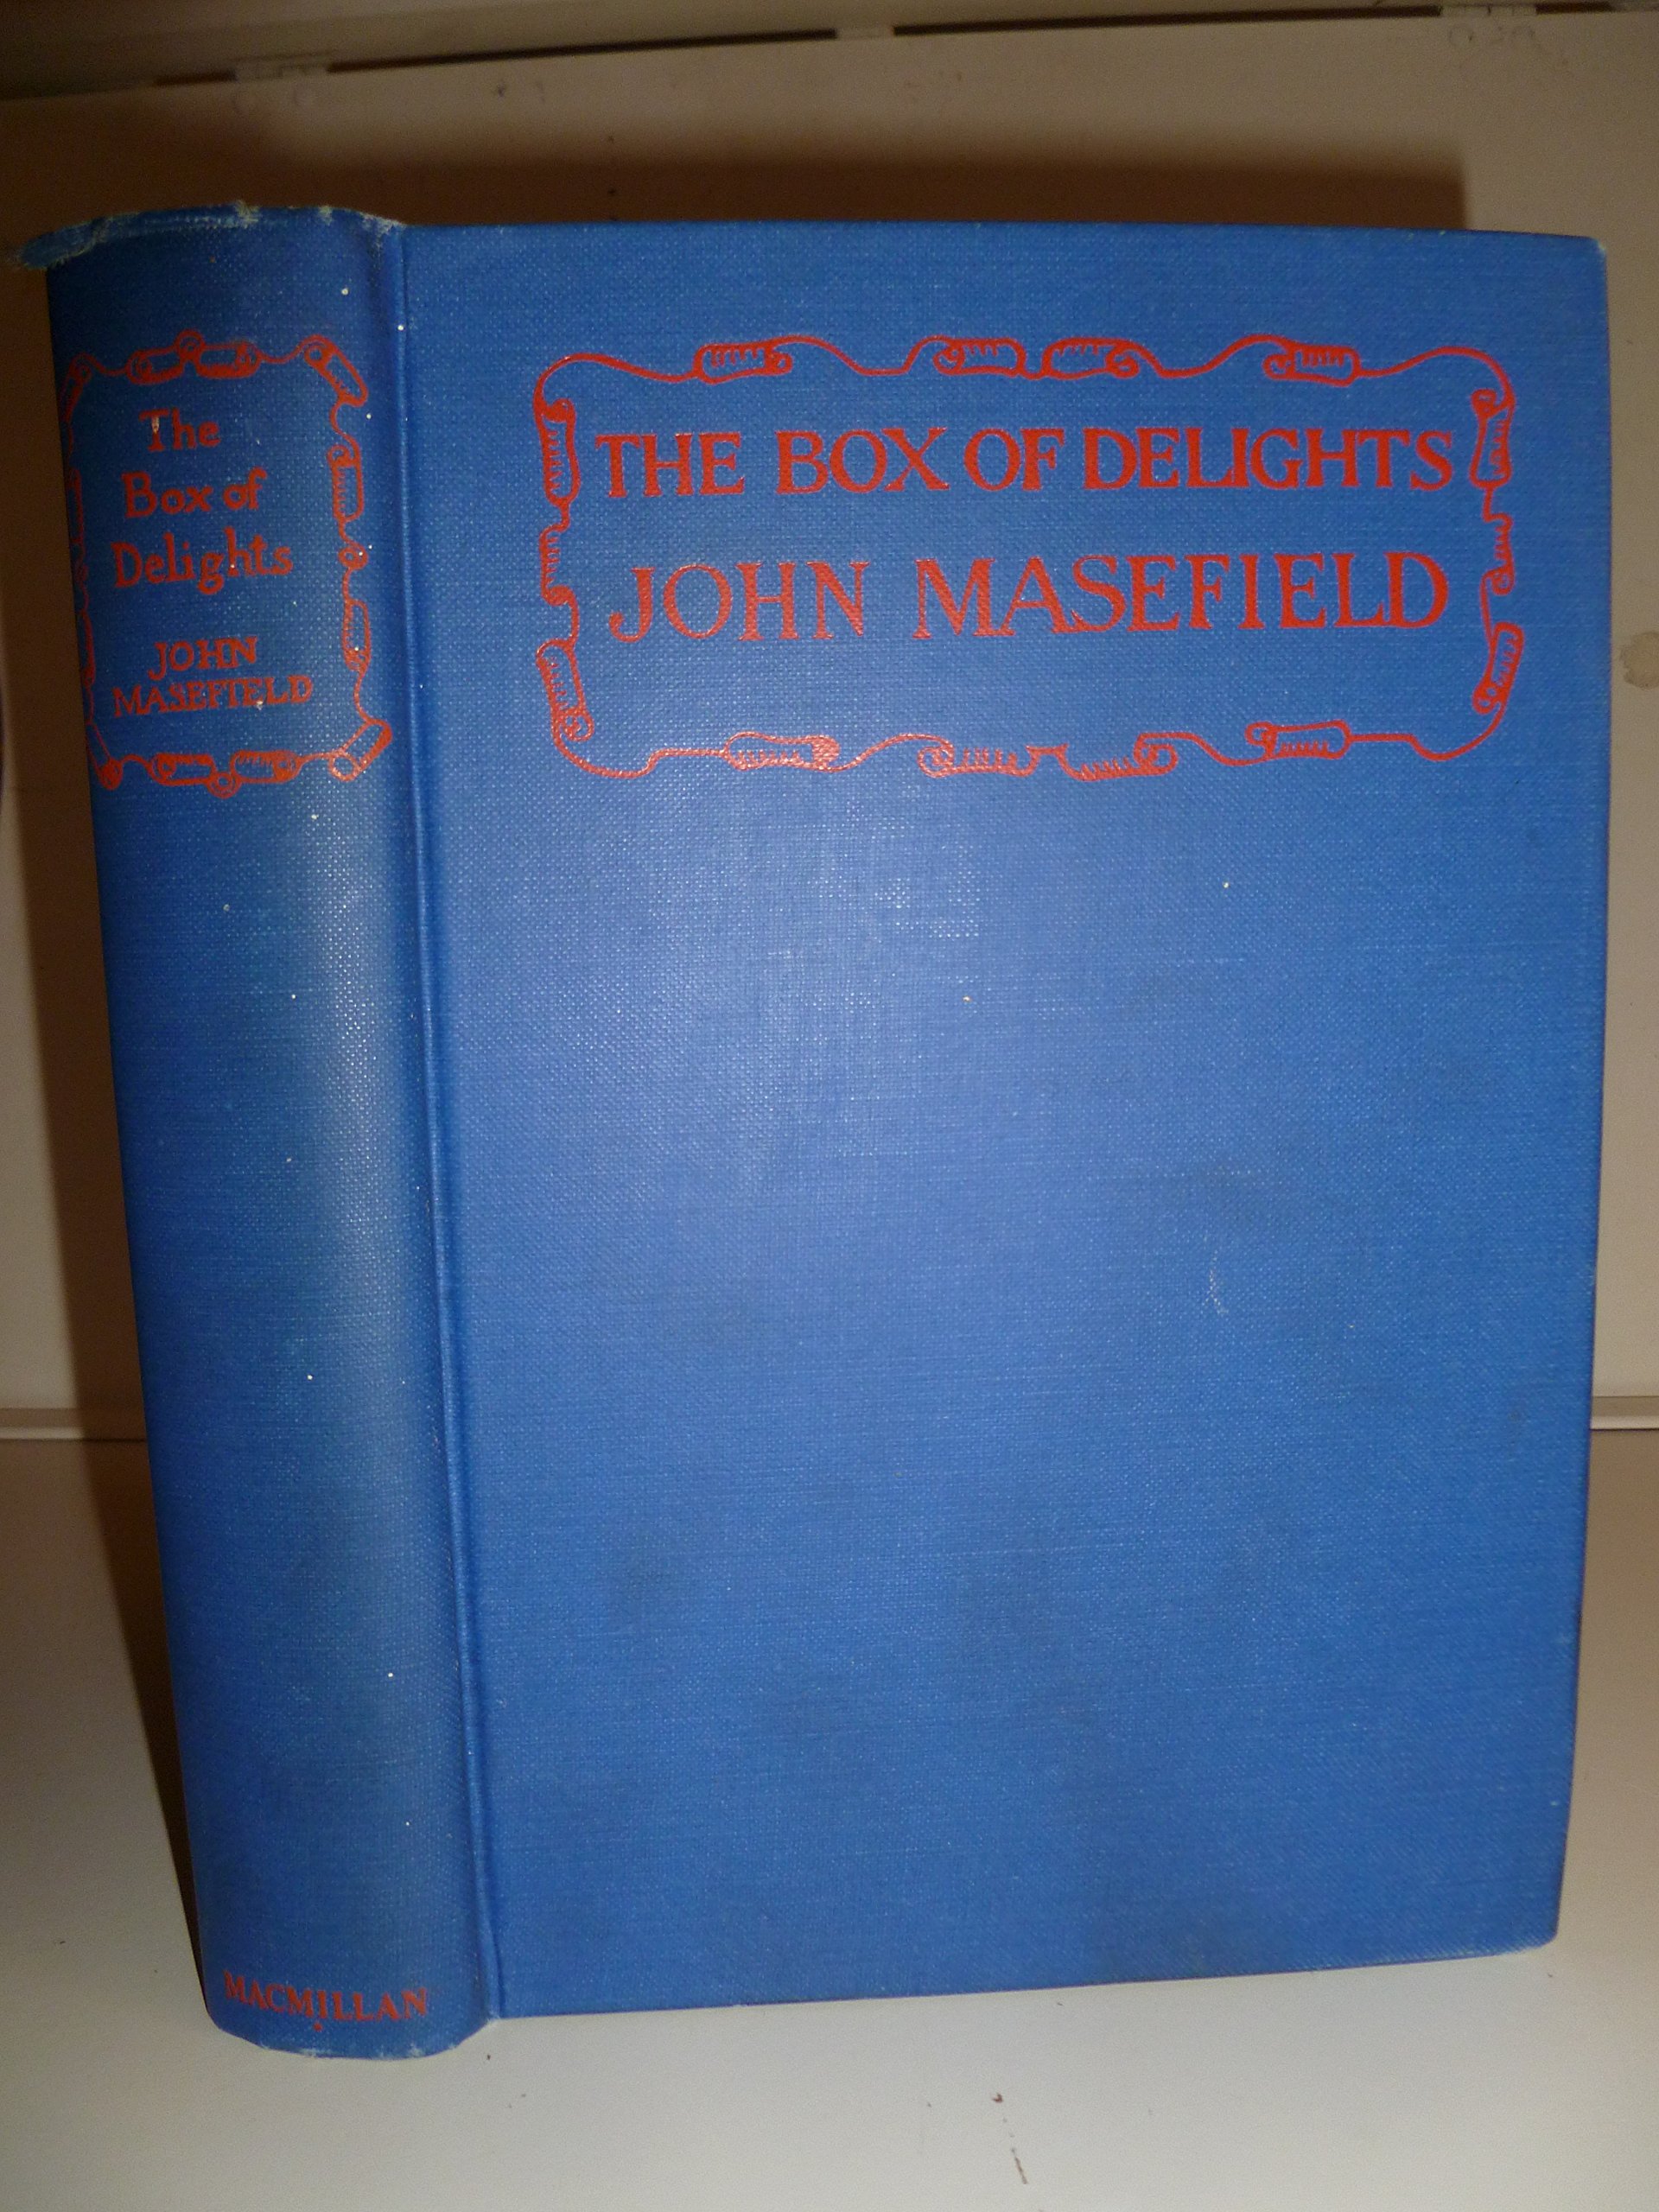 The
Box of
Delights
JOHN
MASEFIELD
MACMILLAN
THE BOX OF DELIGHTS
JOHN MASEFIELD